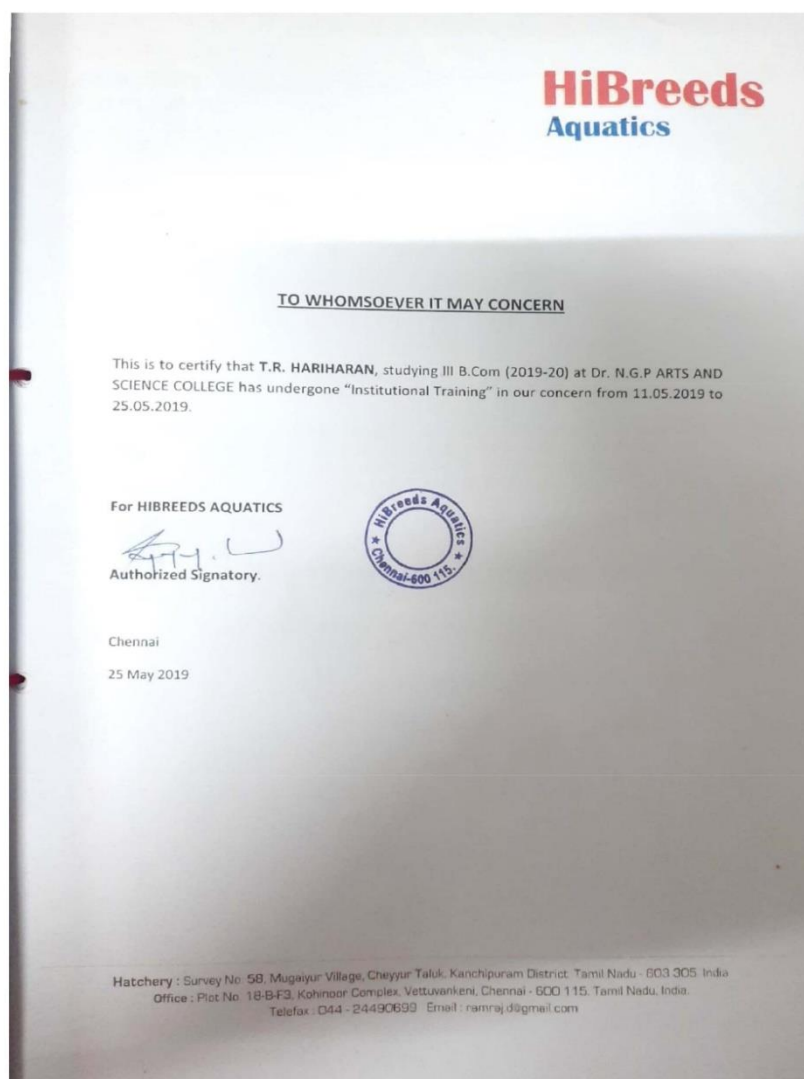 HiBreeds
Aquatics
TO WHOMSOEVER IT MAY CONCERN
This is to certify that T.R. HARIHARAN, studying III B.Com (2019-20) at Dr. N.G.P ARTS AND
SCIENCE COLLEGE has undergone “Institutional Training” in our concern from 11.05.2019 to
25.05.2019.
For HIBREEDS AQUATICS
★ HiBreeds Aquatics ★
Chennai-600 115.
Authorized Signatory.
Chennai
25 May 2019
Hatchery : Survey No. 58, Mugaiyur Village, Cheyyur Taluk, Kanchipuram District. Tamil Nadu - 603 305. India
Office : Plot No. 18-B-F3, Kohinoor Complex, Vettuvankeni, Chennai - 600 115. Tamil Nadu, India.
Telefax : 044 - 24490699 Email : ramraj.d@gmail.com